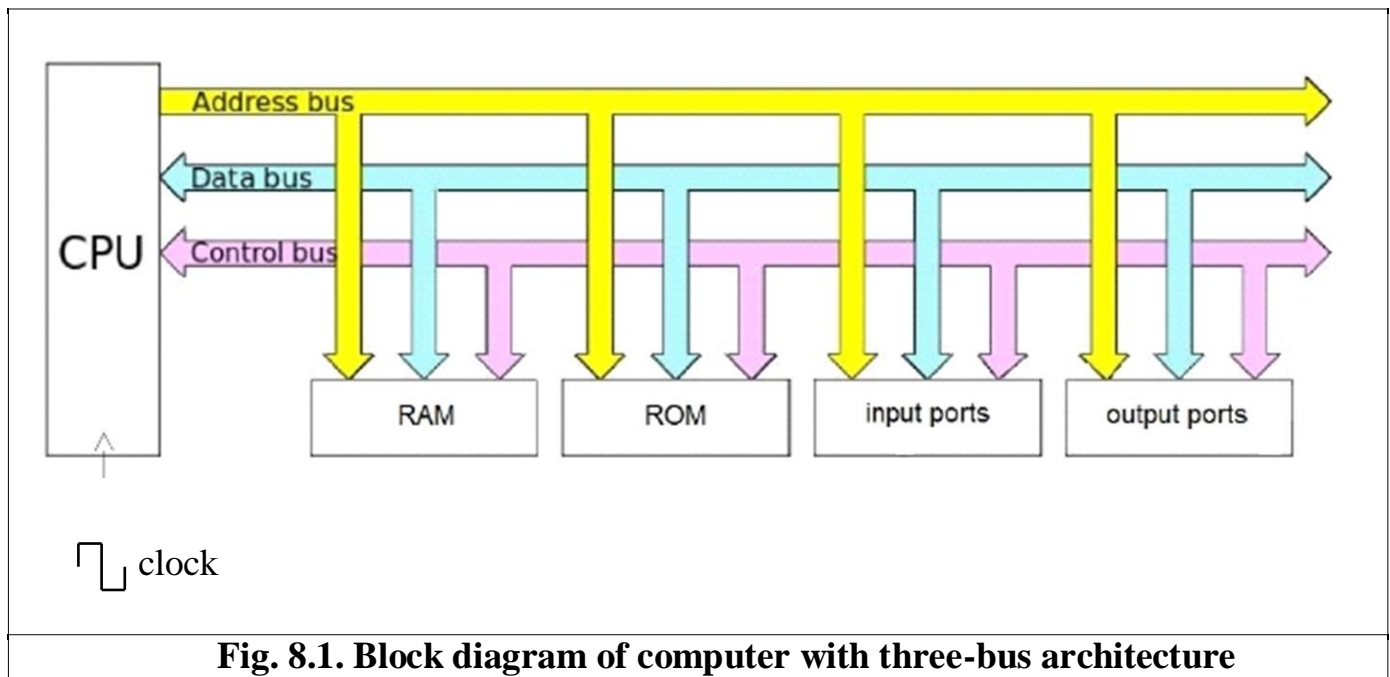 Address bus
Data bus
CPU
Control bus
RAM
ROM
input ports
output ports
clock
Fig. 8.1. Block diagram of computer with three-bus architecture